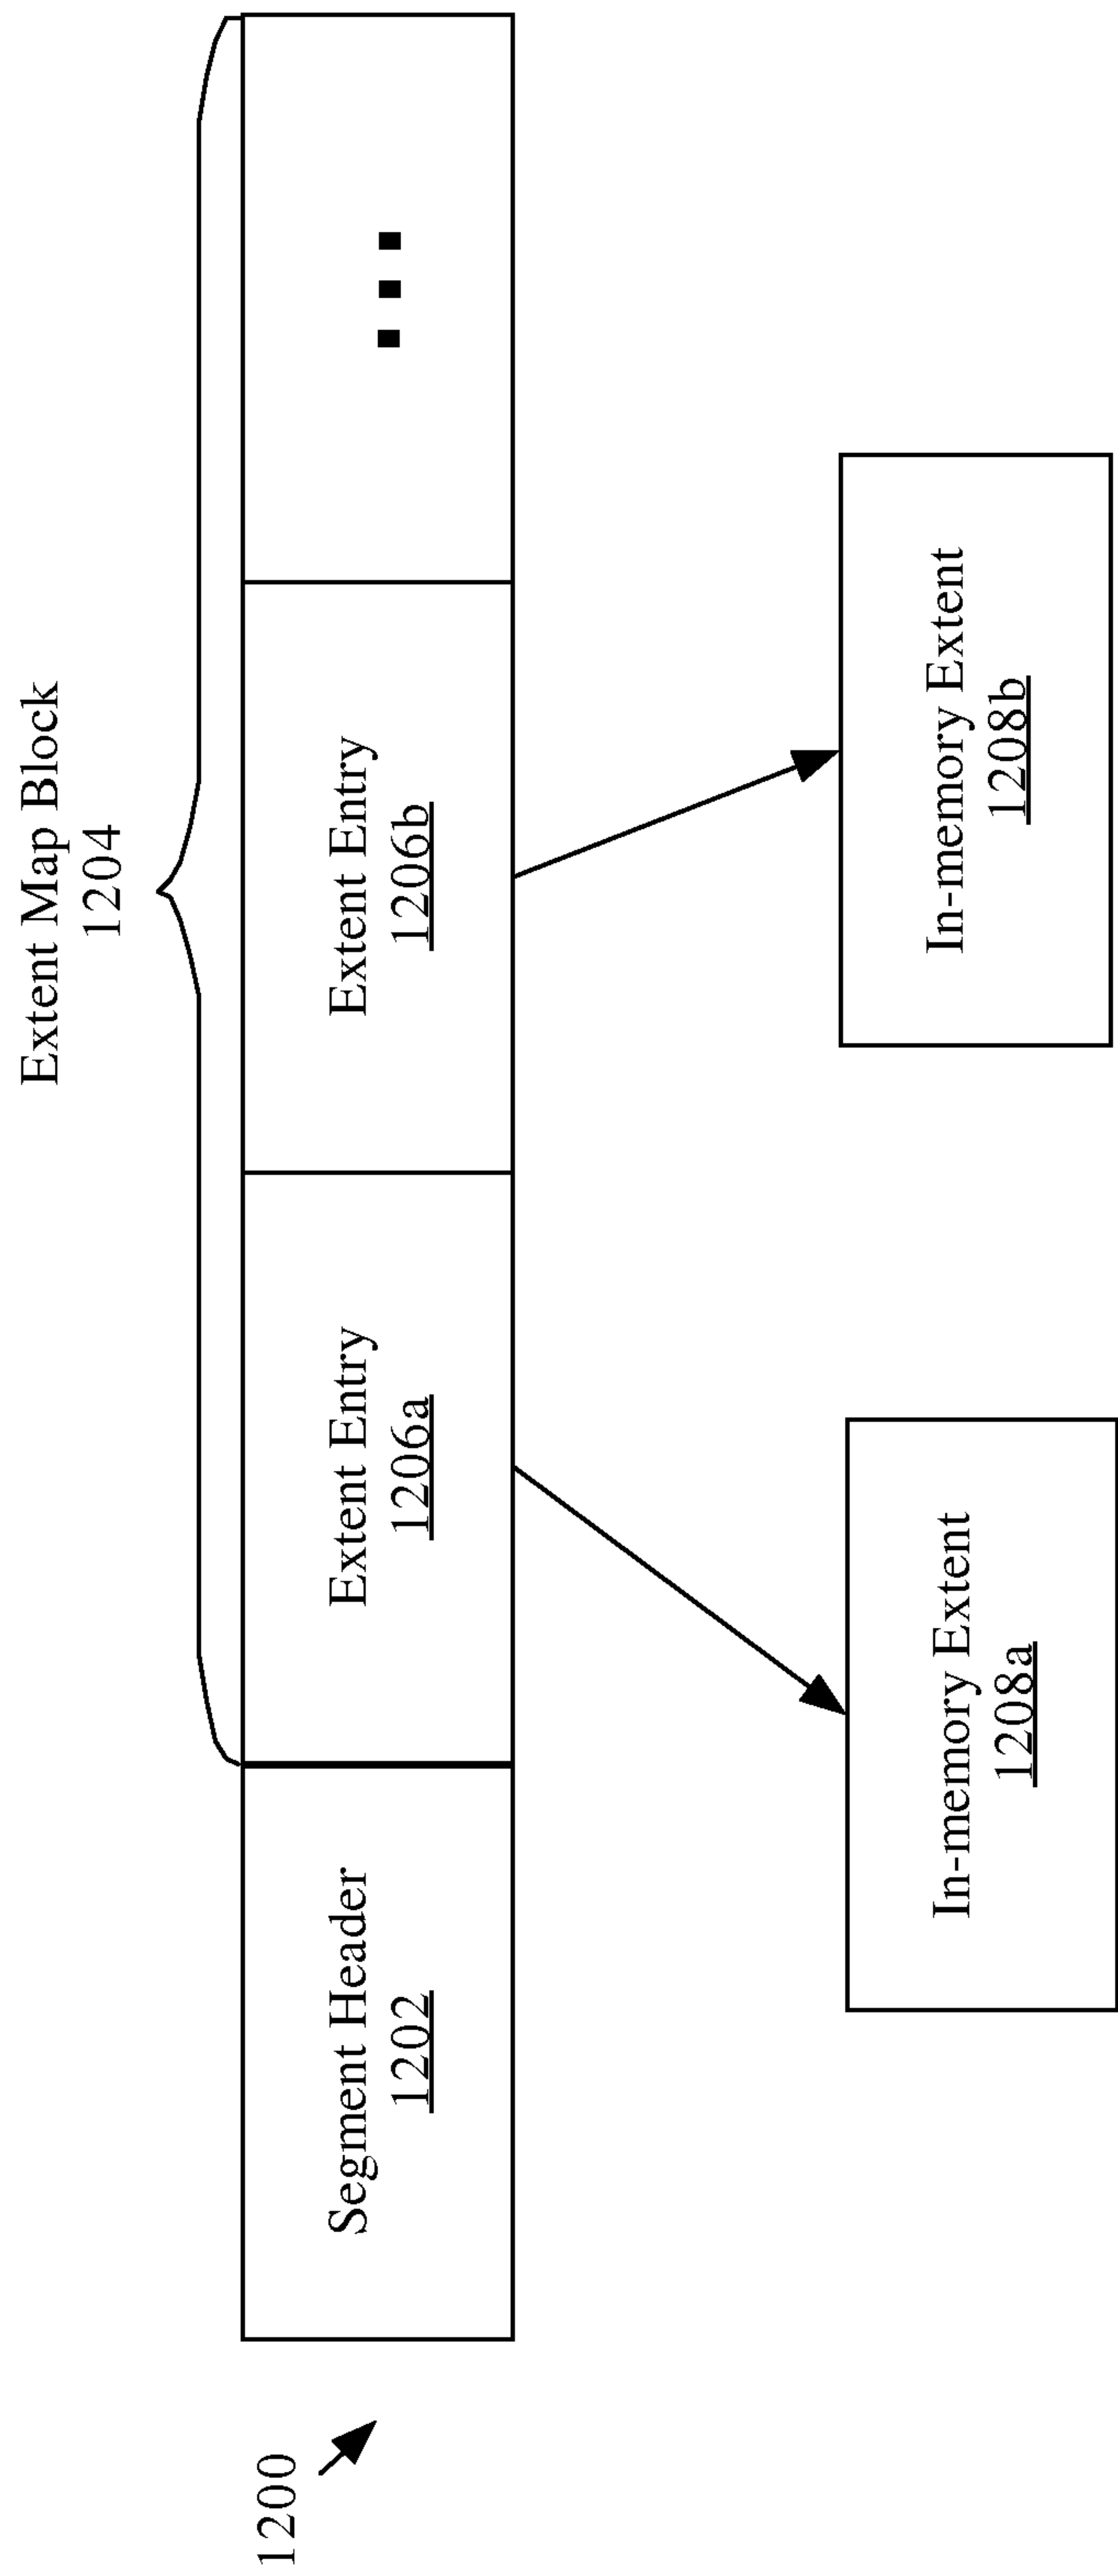 Extent Map Block
1204
1200
Segment Header
1202
Extent Entry
1206a
Extent Entry
1206b
...
In-memory Extent
1208a
In-memory Extent
1208b